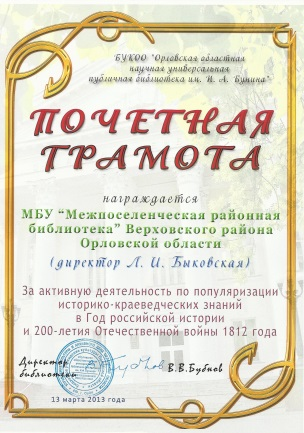 БУКОО "Орловская областная
научная универсальная
публичная библиотека им. И. А. Бунина"
ПОЧЕТНАЯ
ГРАМОТА
награждается
МБУ “Межпоселенческая районная
библиотека” Верховского района
Орловской области
(директор Л. И. Быковская)
За активную деятельность по популяризации
историко-краеведческих знаний
в Год российской истории
и 200-летия Отечественной войны 1812 года
Директор
библиотеки
В.В.Бубнов
13 марта 2013 года